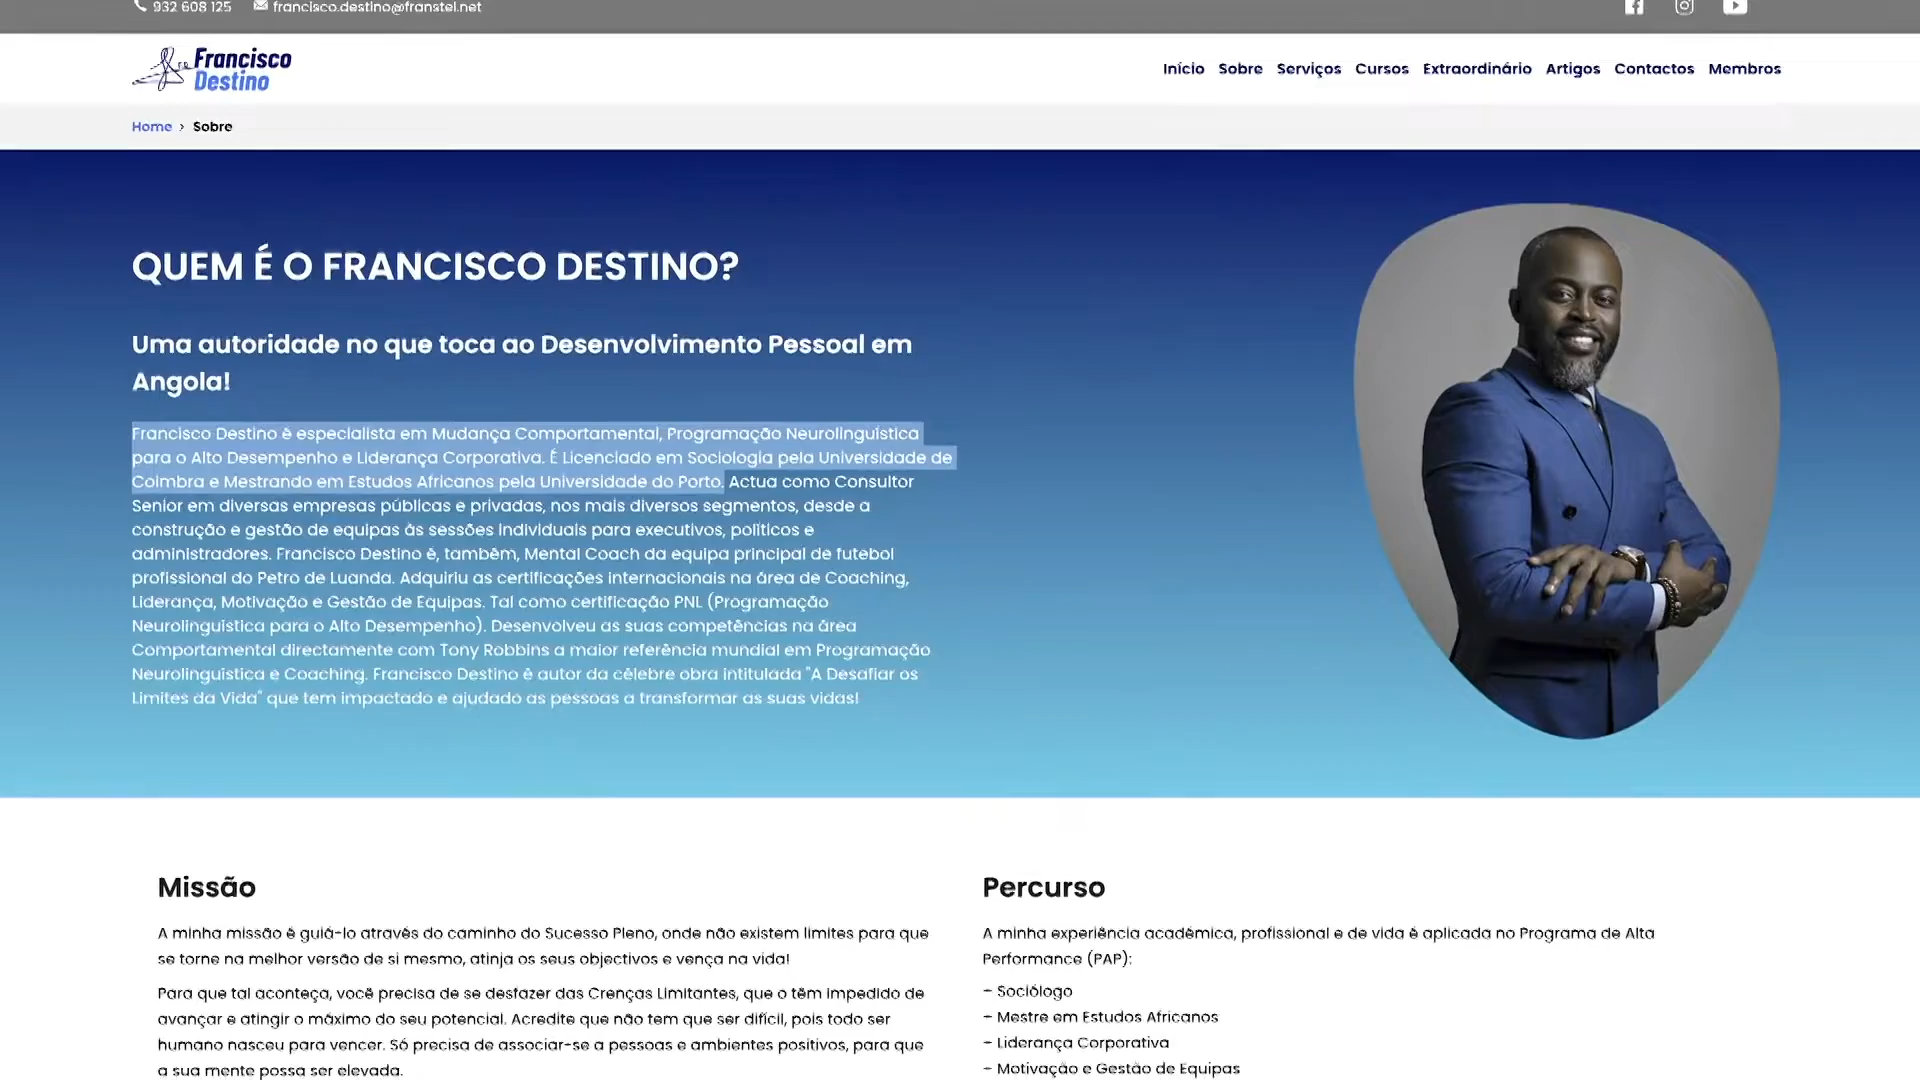 932 608 125 francisco.destino@franstel.net
Francisco
Destino
Início Sobre Serviços Cursos Extraordinário Artigos Contactos Membros
Home › Sobre
QUEM É O FRANCISCO DESTINO?
Uma autoridade no que toca ao Desenvolvimento Pessoal em
Angola!
Francisco Destino é especialista em Mudança Comportamental, Programação Neurolinguística
para o Alto Desempenho e Liderança Corporativa. É Licenciado em Sociologia pela Universidade de
Coimbra e Mestrando em Estudos Africanos pela Universidade do Porto. Actua como Consultor
Senior em diversas empresas públicas e privadas, nos mais diversos segmentos, desde a
construção e gestão de equipas ás sessões individuais para executivos, políticos e
administradores. Francisco Destino é, também, Mental Coach da equipa principal de futebol
profissional do Petro de Luanda. Adquiriu as certificações internacionais na área de Coaching,
Liderança, Motivação e Gestão de Equipas. Tal como certificação PNL (Programação
Neurolinguística para o Alto Desempenho). Desenvolveu as suas competências na área
Comportamental directamente com Tony Robbins a maior referência mundial em Programação
Neurolinguística e Coaching. Francisco Destino é autor da célebre obra intitulada "A Desafiar os
Limites da Vida" que tem impactado e ajudado as pessoas a transformar as suas vidas!
Missão
A minha missão é guiá-lo através do caminho do Sucesso Pleno, onde não existem limites para que
se torne na melhor versão de si mesmo, atinja os seus objectivos e vença na vida!
Para que tal aconteça, você precisa de se desfazer das Crenças Limitantes, que o têm impedido de
avançar e atingir o máximo do seu potencial. Acredite que não tem que ser difícil, pois todo ser
humano nasceu para vencer. Só precisa de associar-se a pessoas e ambientes positivos, para que
a sua mente possa ser elevada.
Percurso
A minha experiência académica, profissional e de vida é aplicada no Programa de Alta
Performance (PAP):
– Sociólogo
– Mestre em Estudos Africanos
– Liderança Corporativa
– Motivação e Gestão de Equipas